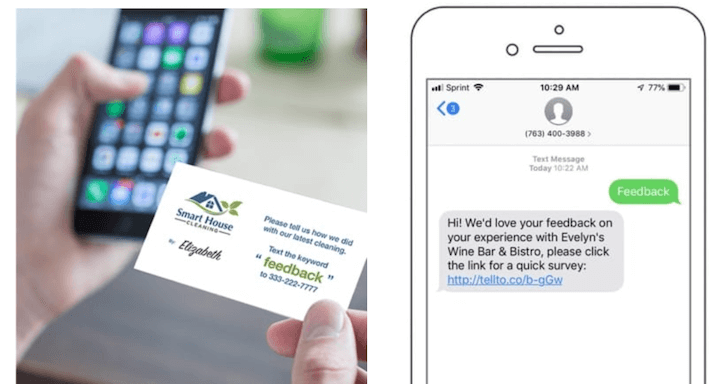 Smart House
CLEANING
By Elizabeth
Please tell us how we did
with our latest cleaning.
Text the keyword
“ feedback ”
to 333-222-7777
Sprint
10:29 AM
77%
3
(763) 400-3988 >
Text Message
Today 10:22 AM
Feedback
Hi! We'd love your feedback on
your experience with Evelyn's
Wine Bar & Bistro, please click
the link for a quick survey:
http://tellto.co/b-gGw